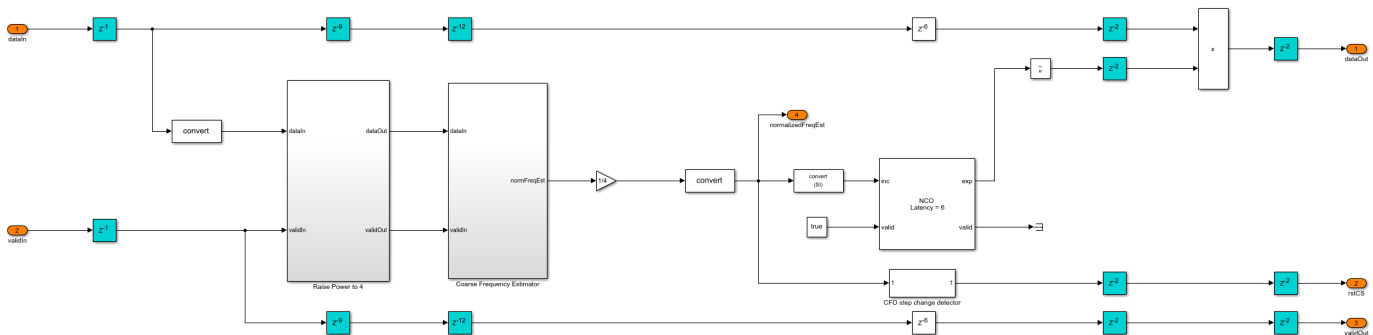 1
dataIn
z-1
z-9
z-12
z-6
z-2
x
z-2
1
dataOut
z-2
convert
dataIn
dataOut
validIn
validOut
Raise Power to 4
dataIn
normFreqEst
validIn
Coarse Frequency Estimator
1/4
convert
4
normalizedFreqEst
convert
(SI)
true
inc
exp
NCO
Latency = 6
valid
valid
2
validIn
z-1
1
1
CFO step change detector
z-2
z-2
2
rstCS
z-9
z-12
z-6
z-2
z-2
3
validOut